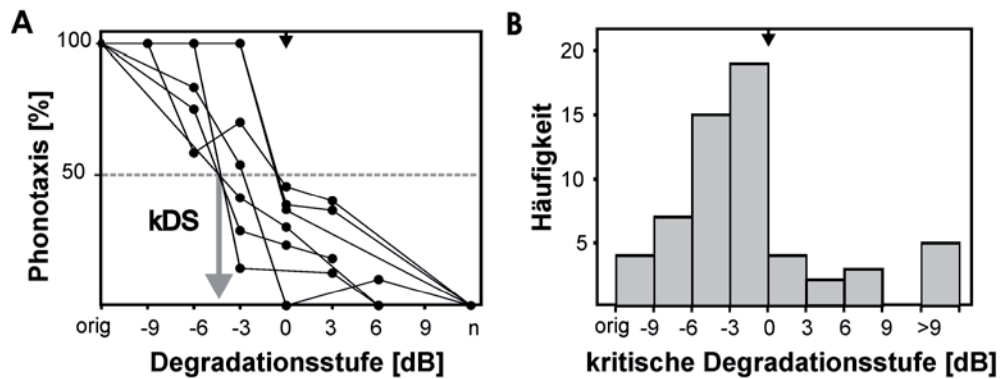 A
Phonotaxis [%]
100
50
kDS
orig -9 -6 -3 0 3 6 9 n
Degradationsstufe [dB]
B
Häufigkeit
20
15
10
5
orig -9 -6 -3 0 3 6 9 >9
kritische Degradationsstufe [dB]